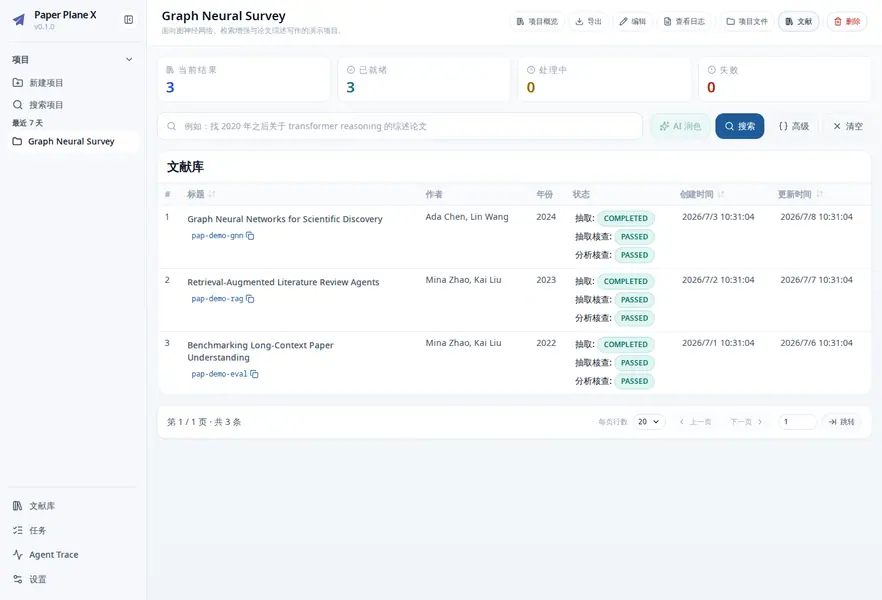 Paper Plane X
v0.1.0
项目
新建项目
搜索项目
最近 7 天
Graph Neural Survey
文献库
任务
Agent Trace
设置
Graph Neural Survey
面向图神经网络、检索增强与论文综述写作的演示项目。
项目概览
导出
编辑
查看日志
项目文件
文献
删除
当前结果
3
已就绪
3
处理中
0
失败
0
例如：找 2020 年之后关于 transformer reasoning 的综述论文
AI 润色
搜索
{ } 高级
清空
文献库
# 标题 作者 年份 状态 创建时间 更新时间
1 Graph Neural Networks for Scientific Discovery Ada Chen, Lin Wang 2024 抽取: COMPLETED 2026/7/3 10:31:04 2026/7/8 10:31:04
pap-demo-gnn 抽取核查: PASSED
分析核查: PASSED
2 Retrieval-Augmented Literature Review Agents Mina Zhao, Kai Liu 2023 抽取: COMPLETED 2026/7/2 10:31:04 2026/7/7 10:31:04
pap-demo-rag 抽取核查: PASSED
分析核查: PASSED
3 Benchmarking Long-Context Paper Mina Zhao, Kai Liu 2022 抽取: COMPLETED 2026/7/1 10:31:04 2026/7/6 10:31:04
Understanding 抽取核查: PASSED
pap-demo-eval 分析核查: PASSED
第 1 / 1 页 · 共 3 条
每页行数 20
上一页
下一页
1
跳转